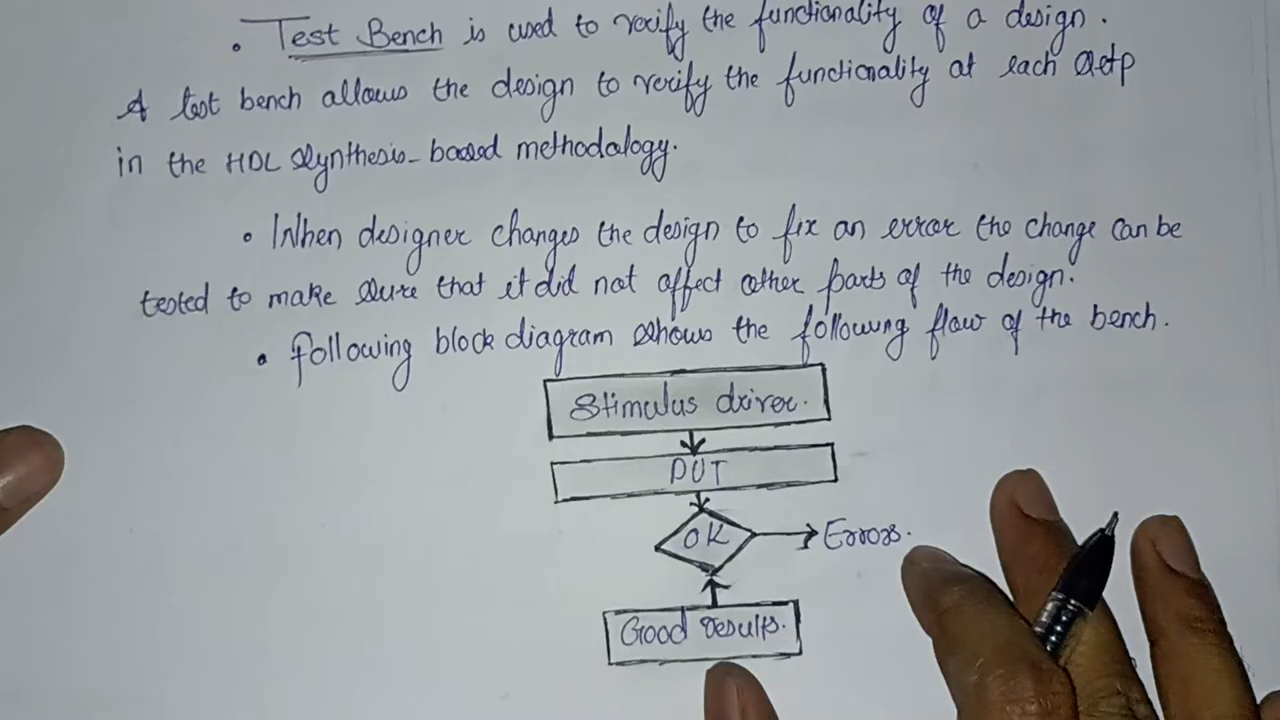 • Test Bench is used to verify the functionality of a design.
A test bench allows the design to verify the functionality at each step
in the HDL synthesis-based methodalogy.
• When designer changes the design to fix an error the change can be
tested to make sure that it did not affect other parts of the design.
• following block diagram shows the following flow of the bench.
Stimulus driver.
DUT
OK
Errors.
Good results.